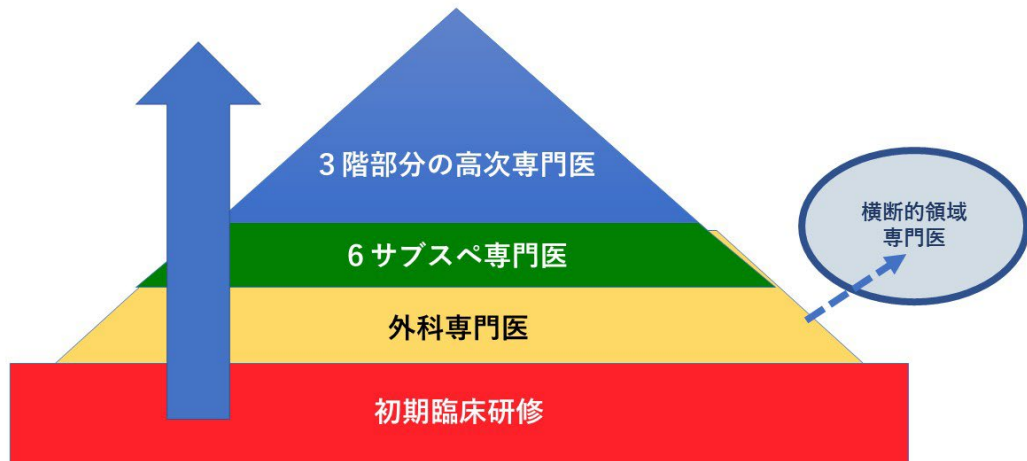 3階部分の高次専門医
横断的領域
専門医
6サブスペ専門医
外科専門医
初期臨床研修